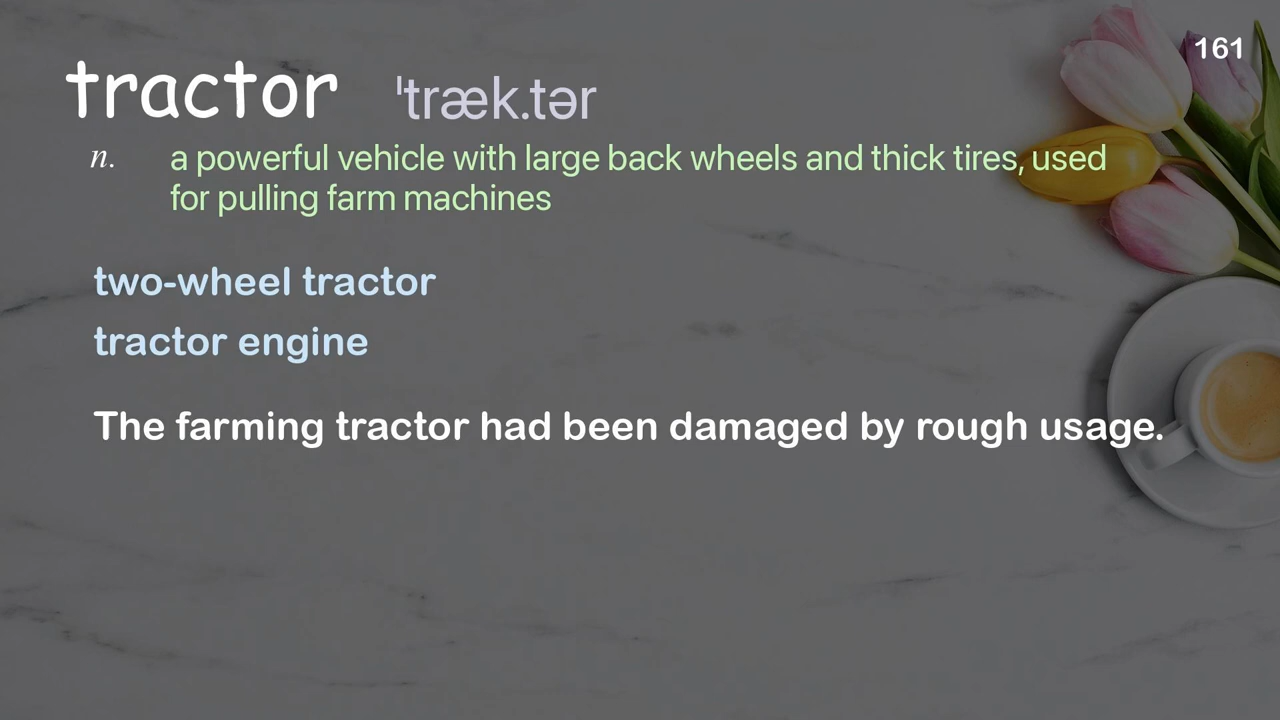 161
tractor ˈtræk.tər
n. a powerful vehicle with large back wheels and thick tires, used
for pulling farm machines
two-wheel tractor
tractor engine
The farming tractor had been damaged by rough usage.